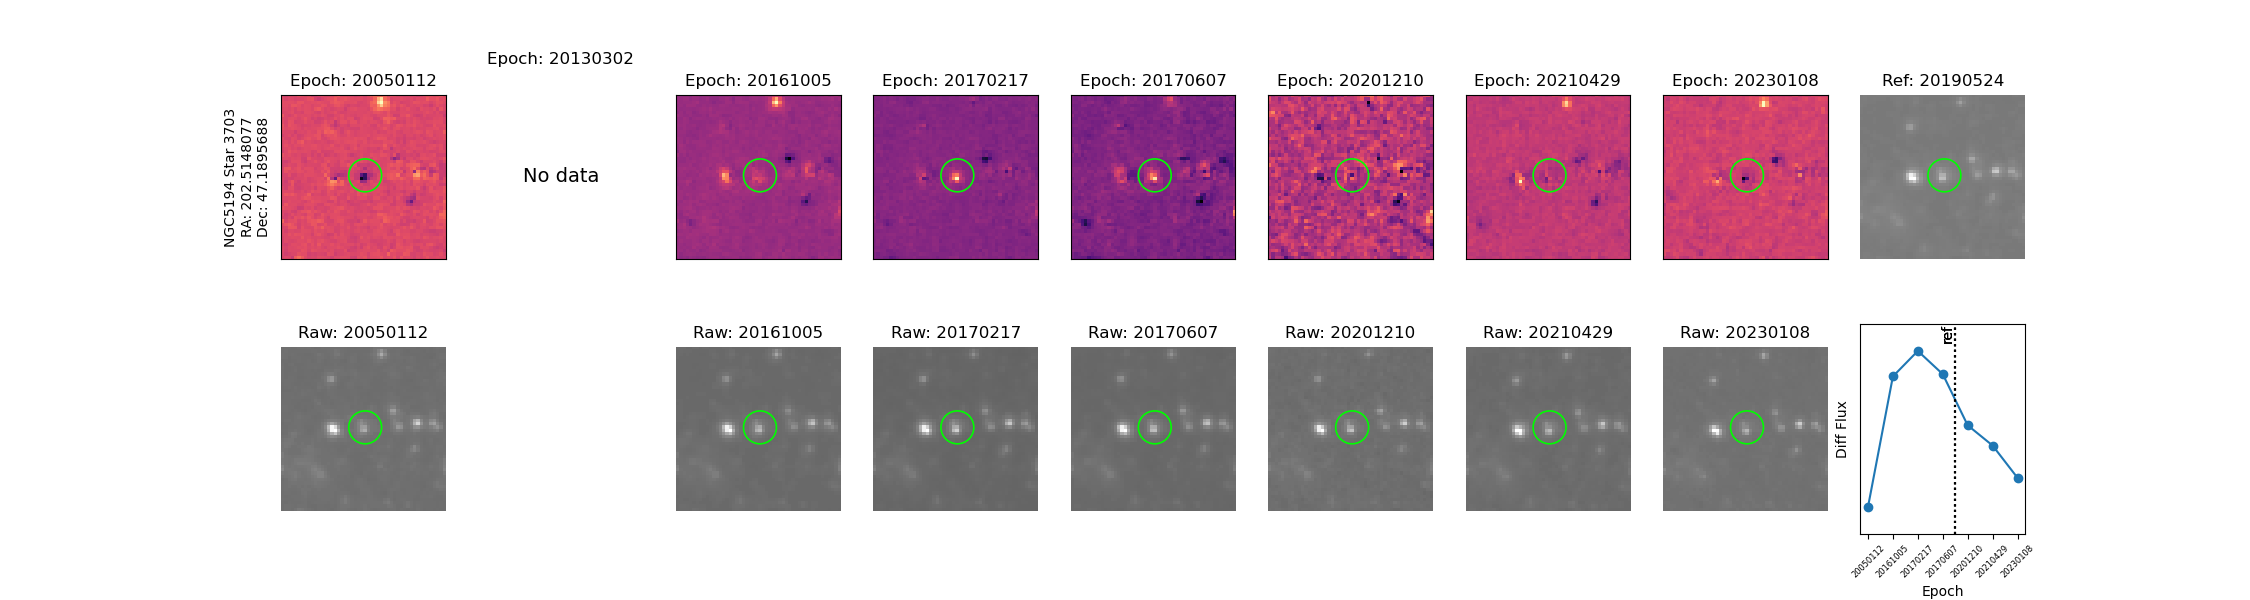 Epoch: 20050112
Epoch: 20130302
Epoch: 20161005
Epoch: 20170217
Epoch: 20170607
Epoch: 20201210
Epoch: 20210429
Epoch: 20230108
Ref: 20190524
NGC5194 Star 3703
RA: 202.5148077
Dec: 47.18956688
No data
Raw: 20050112
Raw: 20161005
Raw: 20170217
Raw: 20170607
Raw: 20201210
Raw: 20210429
Raw: 20230108
ref
Diff Flux
20050112
20161005
20170217
20170607
20201210
20210429
20230108
Epoch